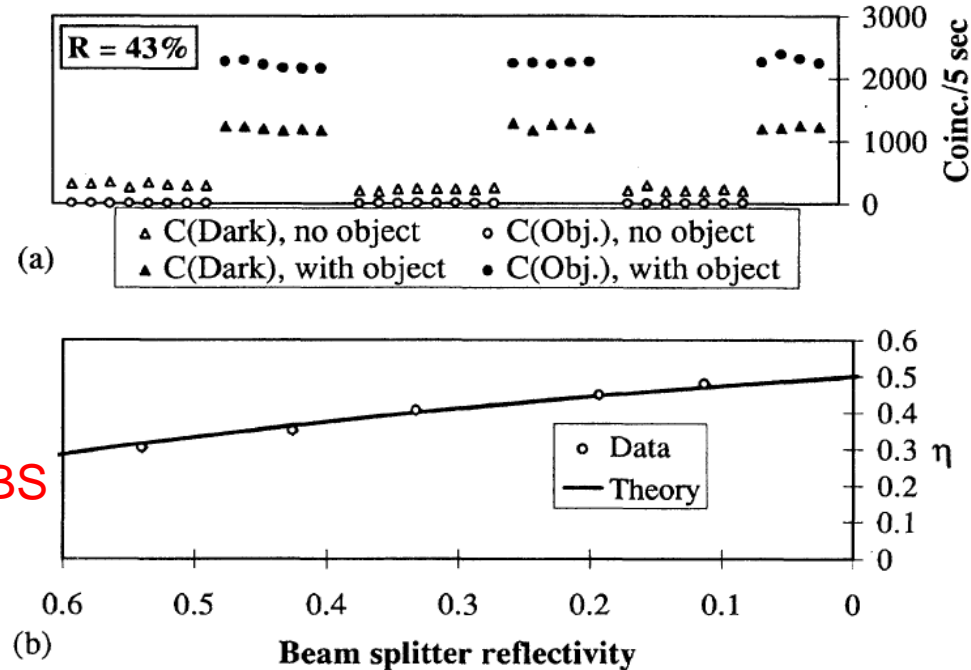 R = 43%
3000
2000
1000
0
Coinc./5 sec
▵ C(Dark), no object ○ C(Obj.), no object
▲ C(Dark), with object ● C(Obj.), with object
(a)
0.6
0.5
0.4
0.3
0.2
0.1
0
η
○ Data
Theory
BS
0.6 0.5 0.4 0.3 0.2 0.1 0
(b)
Beam splitter reflectivity